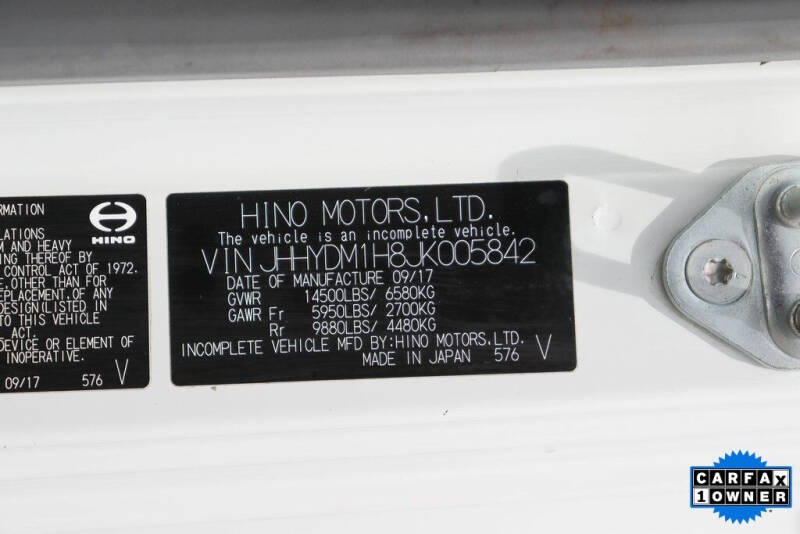 RMATION
HINO
LATIONS
M AND HEAVY
ING THEREOF BY
CONTROL ACT OF 1972.
E,OTHER THAN FOR
EPLACEMENT,OF ANY
DESIGN(LISTED IN
O THIS VEHICLE
ACT.
DEVICE OR ELEMENT OF
INOPERATIVE.
09/17 576 V
HINO MOTORS,LTD.
The vehicle is an incomplete vehicle.
VIN JHHYDM1H8JK005842
DATE OF MANUFACTURE 09/17
GVWR 14500LBS/ 6580KG
GAWR Fr 5950LBS/ 2700KG
Rr 9880LBS/ 4480KG
INCOMPLETE VEHICLE MFD BY:HINO MOTORS,LTD.
MADE IN JAPAN 576 V
CARFAX
1 OWNER